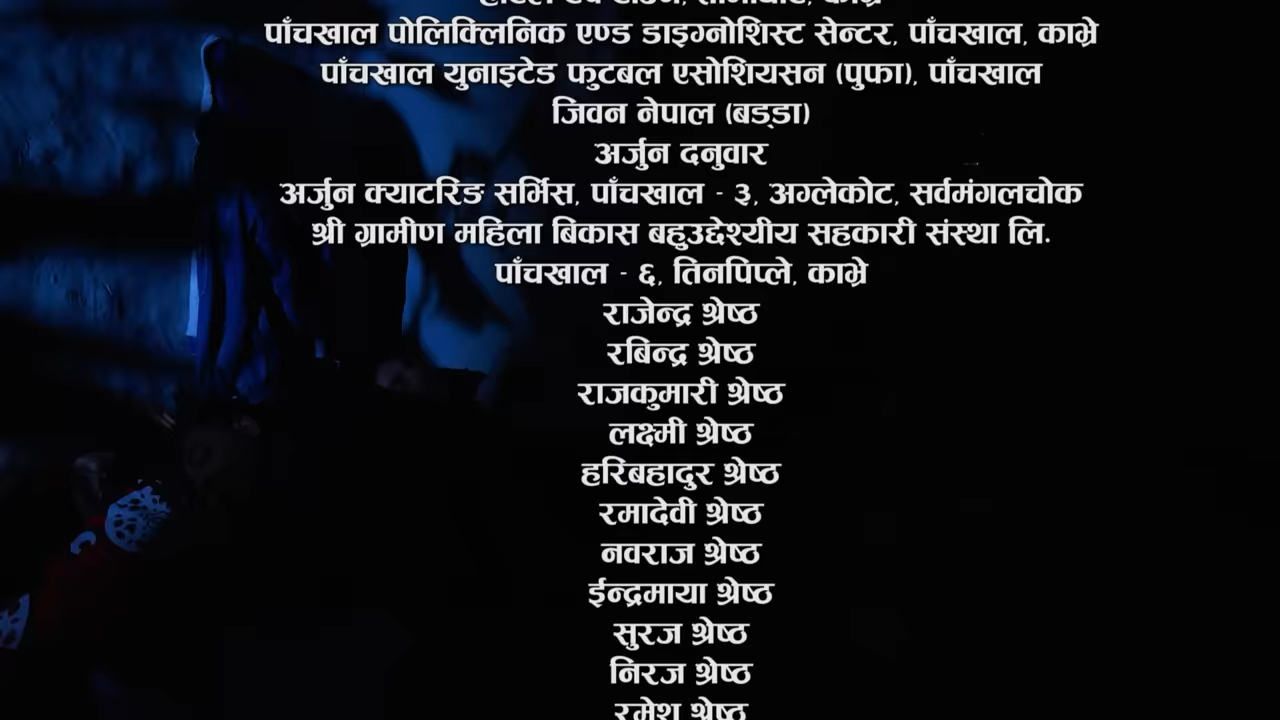 पाँचखाल पोलिक्लिनिक एण्ड डाइग्नोशिस्ट सेन्टर, पाँचखाल, काभ्रे
पाँचखाल युनाइटेड फुटबल एसोशियसन (पुफा), पाँचखाल
जिवन नेपाल (बड्डा)
अर्जुन दनुवार
अर्जुन क्याटरिङ सर्भिस, पाँचखाल - ३, अग्लेकोट, सर्वमंगलचोक
श्री ग्रामीण महिला बिकास बहुउद्देश्यीय सहकारी संस्था लि.
पाँचखाल - ६, तिनपिप्ले, काभ्रे
राजेन्द्र श्रेष्ठ
रबिन्द्र श्रेष्ठ
राजकुमारी श्रेष्ठ
लक्ष्मी श्रेष्ठ
हरिबहादुर श्रेष्ठ
रमादेवी श्रेष्ठ
नवराज श्रेष्ठ
ईन्द्रमाया श्रेष्ठ
सुरज श्रेष्ठ
निरज श्रेष्ठ
रमेश श्रेष्ठ